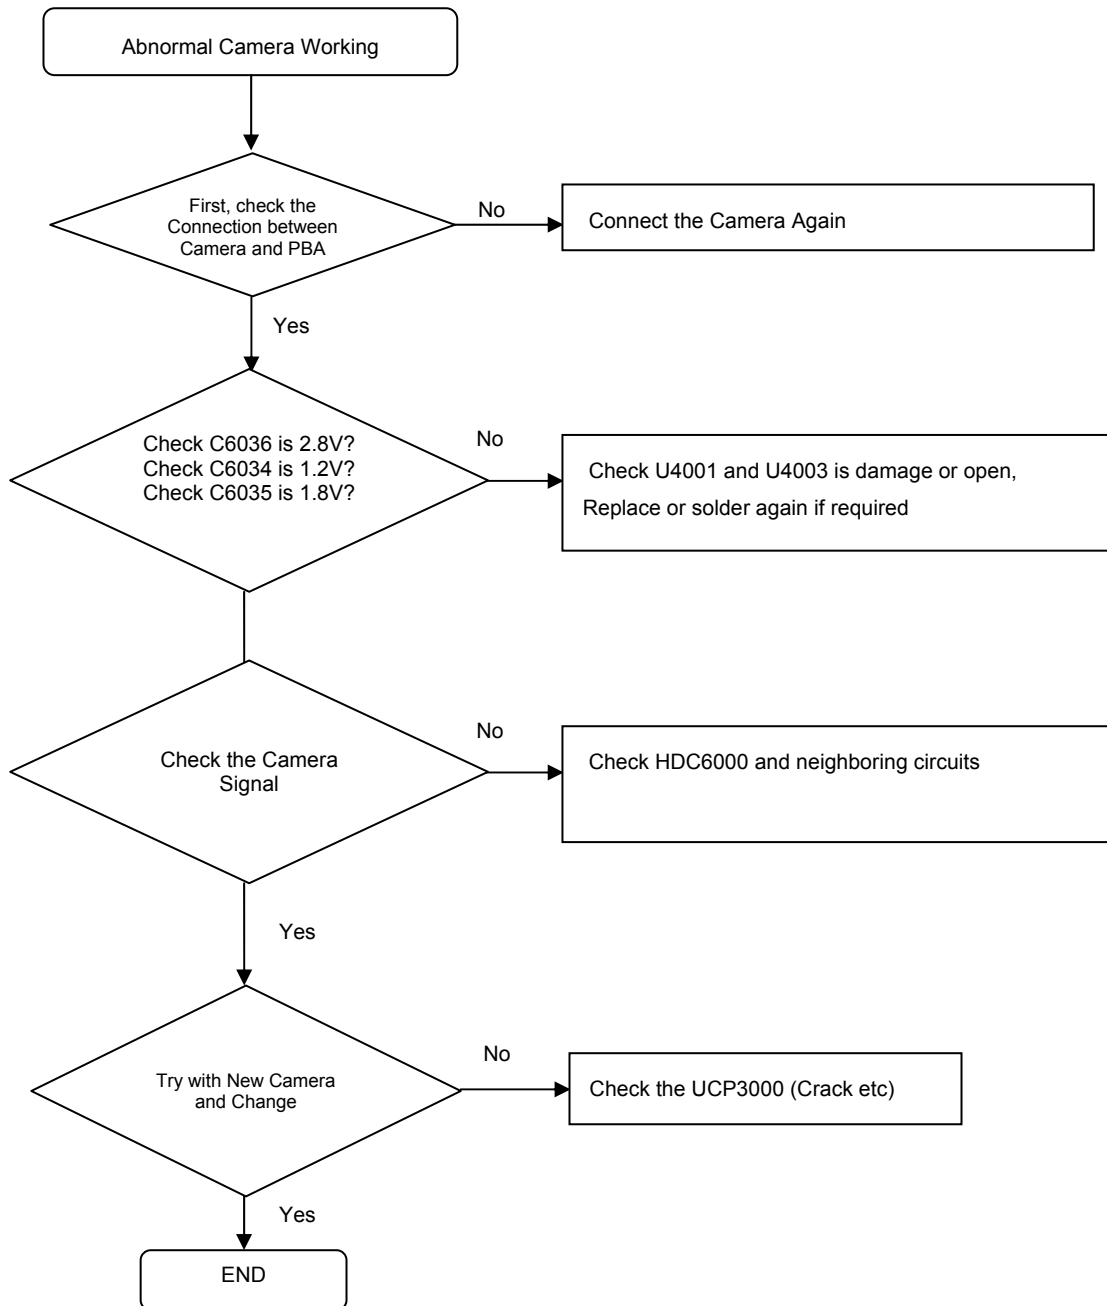 Abnormal Camera Working
First, check the
Connection between
Camera and PBA
No
Connect the Camera Again
Yes
Check C6036 is 2.8V?
Check C6034 is 1.2V?
Check C6035 is 1.8V?
No
Check U4001 and U4003 is damage or open,
Replace or solder again if required
Check the Camera
Signal
No
Check HDC6000 and neighboring circuits
Yes
Try with New Camera
and Change
No
Check the UCP3000 (Crack etc)
Yes
END